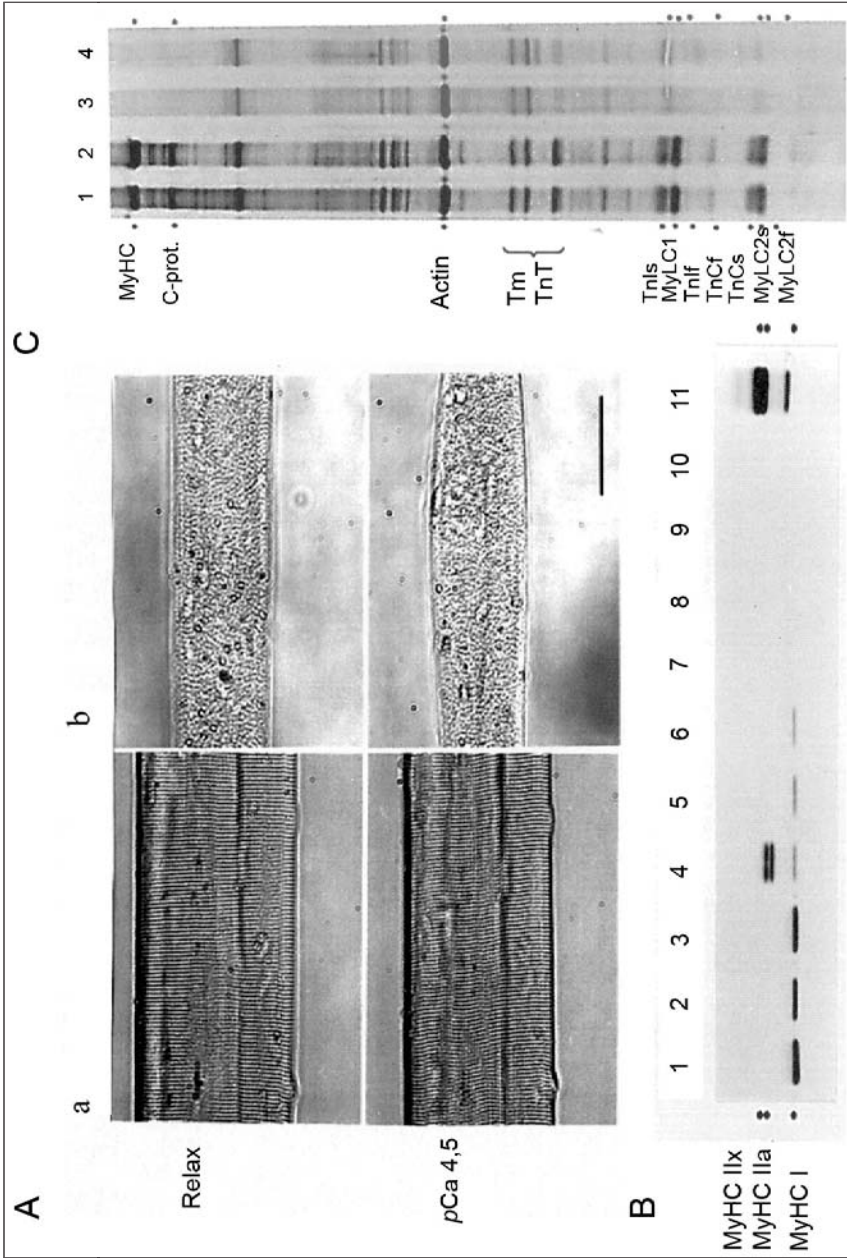 A
a
b
Relax
pCa 4,5
B
1 2 3 4 5 6 7 8 9 10 11
MyHC IIx
MyHC IIa
MyHC I
C
1 2 3 4
MyHC
C-prot.
Actin
Tm
TnT
TnIs
MyLC1
TnIf
TnCf
TnCs
MyLC2s
MyLC2f